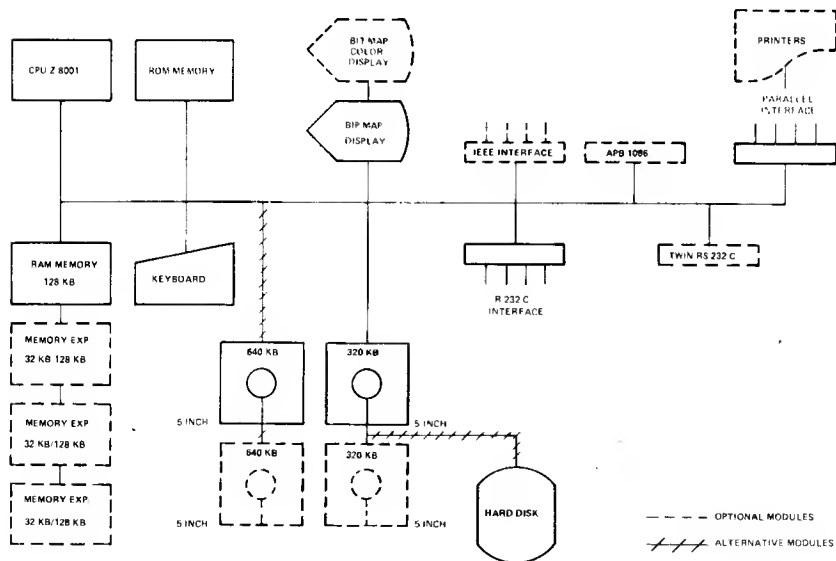 BIT MAP
COLOR
DISPLAY
PRINTERS
CPU Z 8001
ROM MEMORY
PARALLEL
INTERFACE
BIP MAP
DISPLAY
IEEE INTERFACE
APB 1086
RAM MEMORY
128 KB
KEYBOARD
TWIN RS 232 C
R 232 C
INTERFACE
MEMORY EXP
32 KB 128 KB
640 KB
320 KB
5 INCH
5 INCH
MEMORY EXP
32 KB/128 KB
640 KB
320 KB
MEMORY EXP
32 KB/128 KB
5 INCH
5 INCH
HARD DISK
OPTIONAL MODULES
ALTERNATIVE MODULES